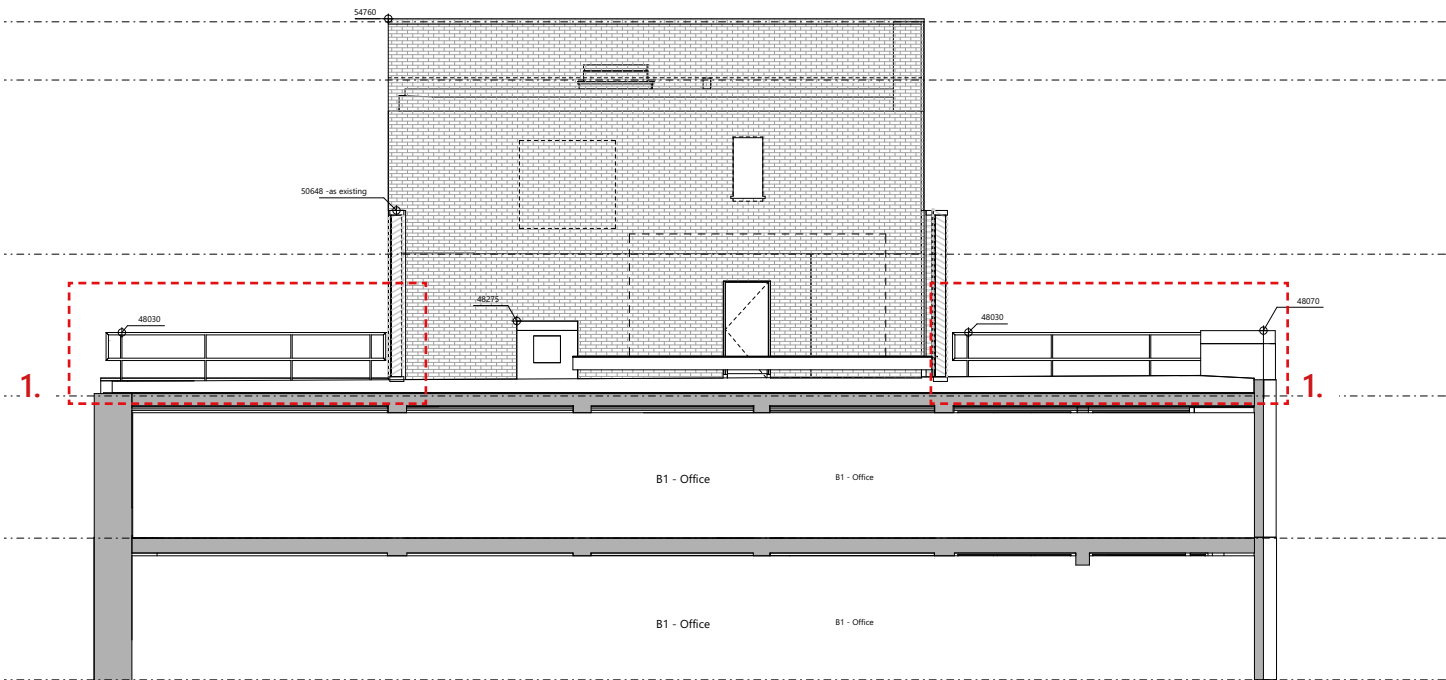 54760
50648 -as existing
48275
48030
48030
48070
1.
1.
B1 - Office
B1 - Office
B1 - Office
B1 - Office